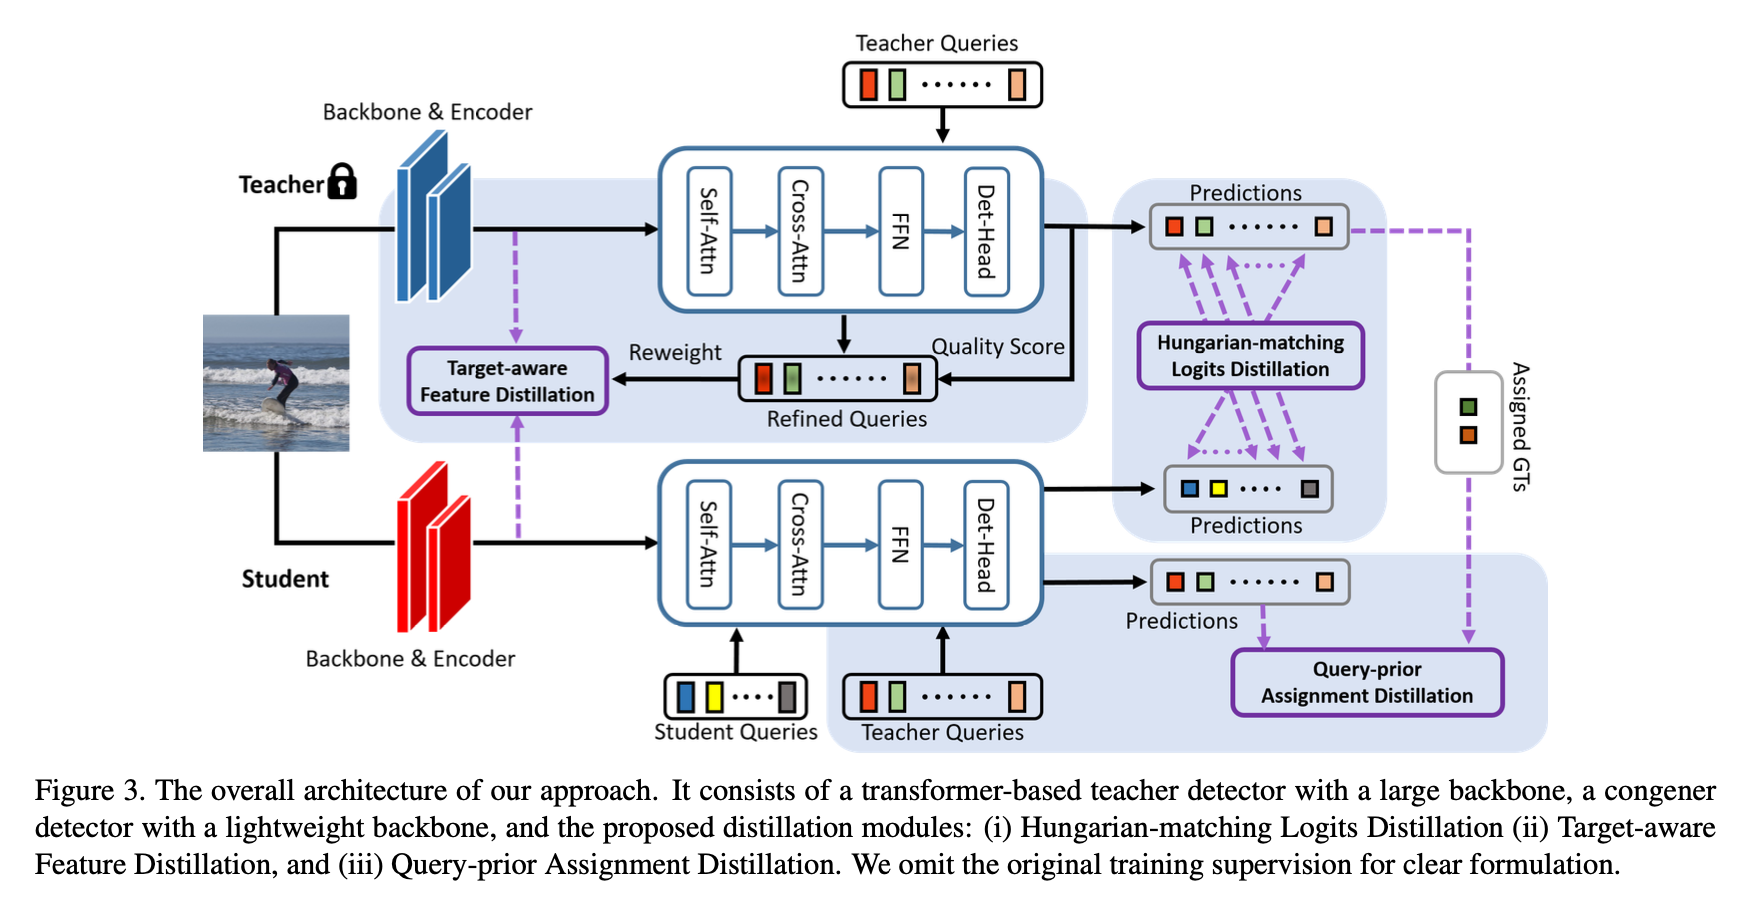 Teacher Queries
Backbone & Encoder
Teacher
Self-Attn
Cross-Attn
FFN
Det-Head
Predictions
Hungarian-matching
Logits Distillation
Target-aware
Feature Distillation
Reweight
Quality Score
Refined Queries
Assigned GTs
Student
Backbone & Encoder
Self-Attn
Cross-Attn
FFN
Det-Head
Predictions
Predictions
Query-prior
Assignment Distillation
Student Queries
Teacher Queries
Figure 3. The overall architecture of our approach. It consists of a transformer-based teacher detector with a large backbone, a congener
detector with a lightweight backbone, and the proposed distillation modules: (i) Hungarian-matching Logits Distillation (ii) Target-aware
Feature Distillation, and (iii) Query-prior Assignment Distillation. We omit the original training supervision for clear formulation.